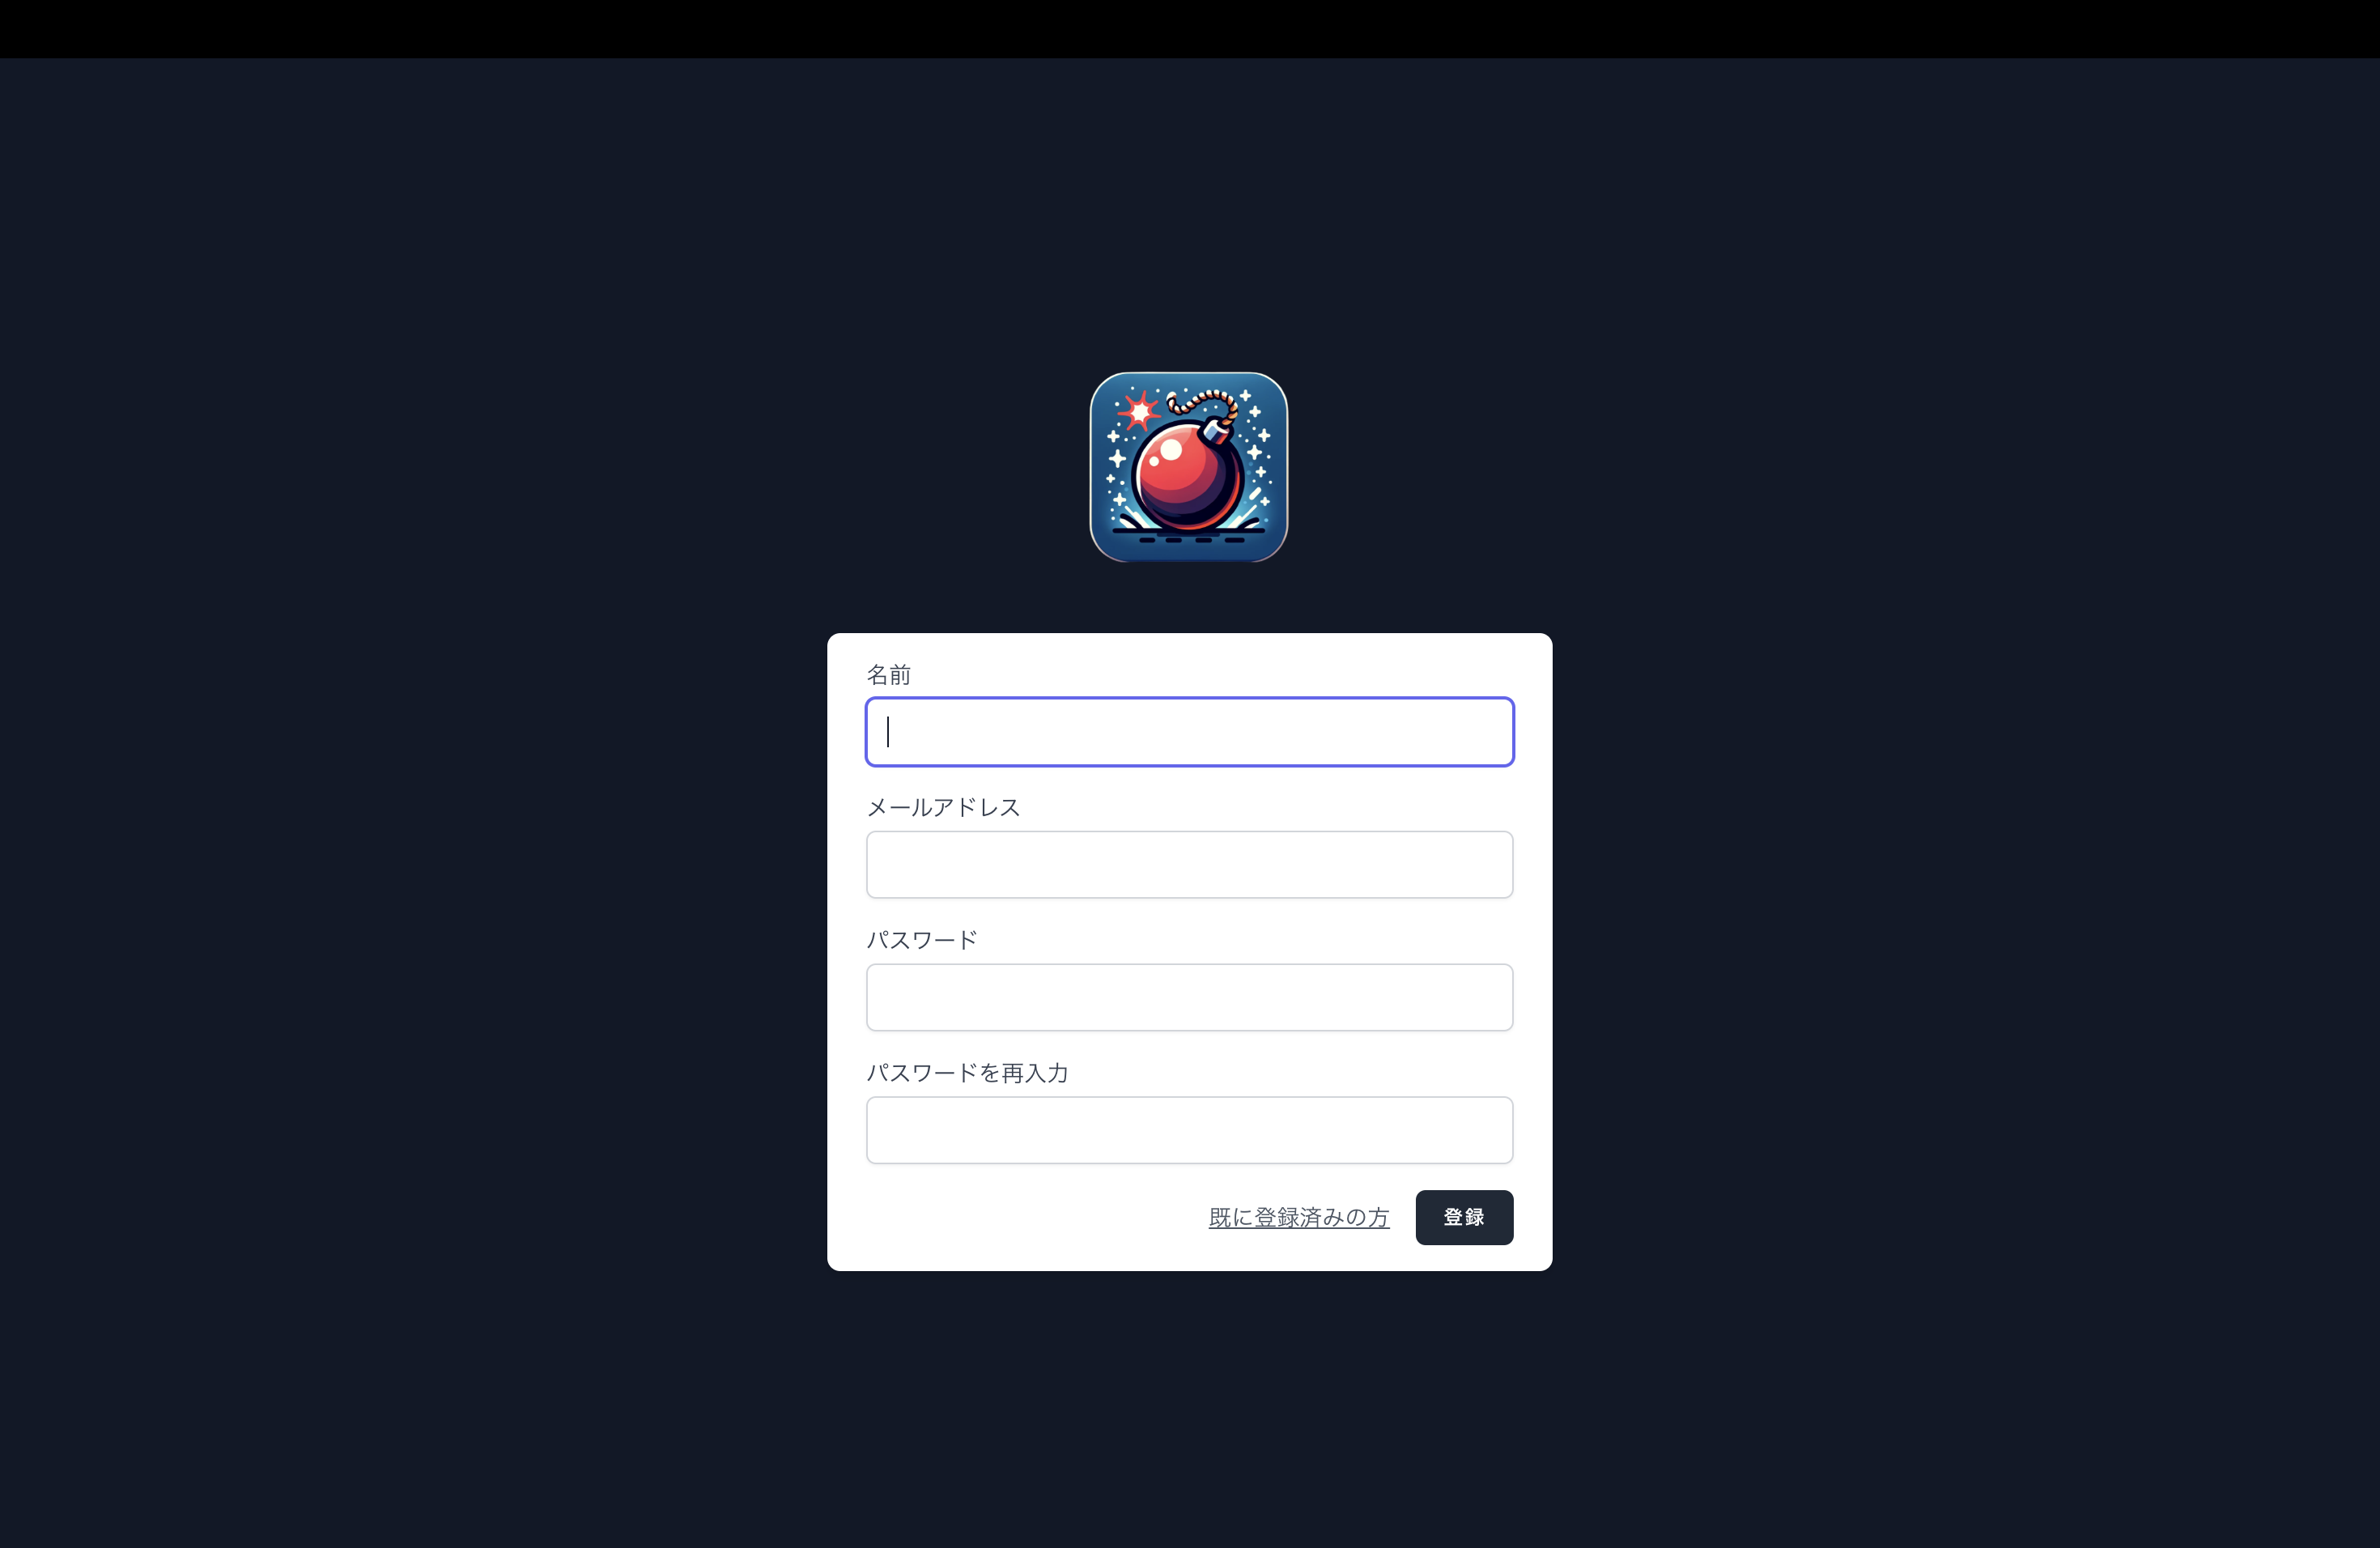 名前
メールアドレス
パスワード
パスワードを再入力
既に登録済みの方
登録